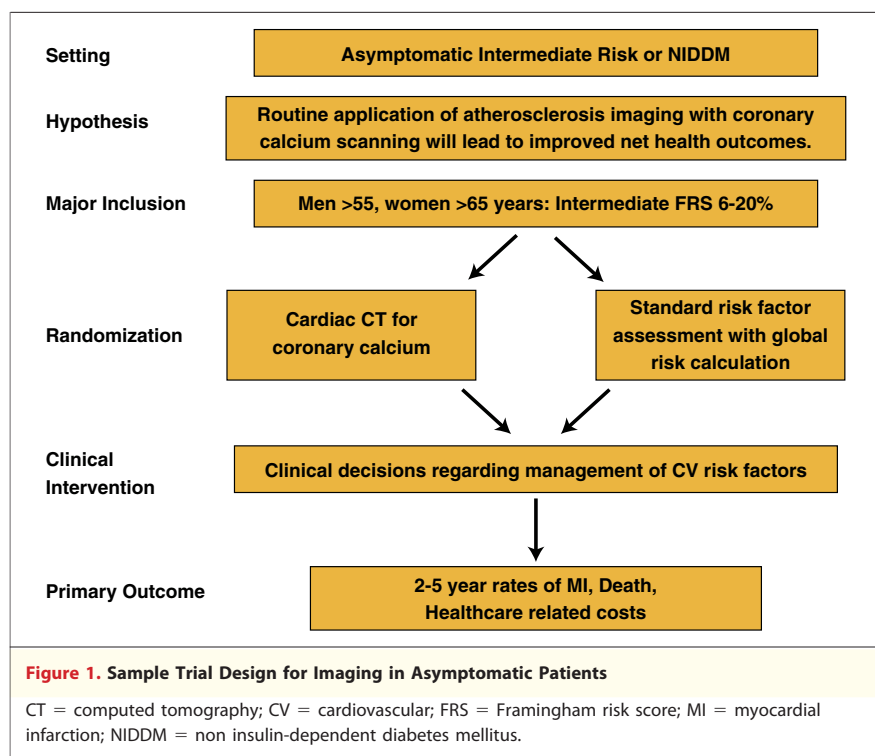 Setting
Asymptomatic Intermediate Risk or NIDDM
Hypothesis
Routine application of atherosclerosis imaging with coronary
calcium scanning will lead to improved net health outcomes.
Major Inclusion
Men >55, women >65 years: Intermediate FRS 6-20%
Randomization
Cardiac CT for
coronary calcium
Standard risk factor
assessment with global
risk calculation
Clinical
Intervention
Clinical decisions regarding management of CV risk factors
Primary Outcome
2-5 year rates of MI, Death,
Healthcare related costs
Figure 1. Sample Trial Design for Imaging in Asymptomatic Patients
CT = computed tomography; CV = cardiovascular; FRS = Framingham risk score; MI = myocardial
infarction; NIDDM = non insulin-dependent diabetes mellitus.